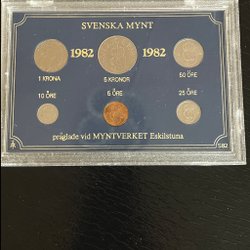 SVENSKA MYNT
1982 1982
1 KRONA 5 KRONOR 50 ÖRE
10 ÖRE 5 ÖRE 25 ÖRE
präglade vid MYNTVERKET Eskilstuna